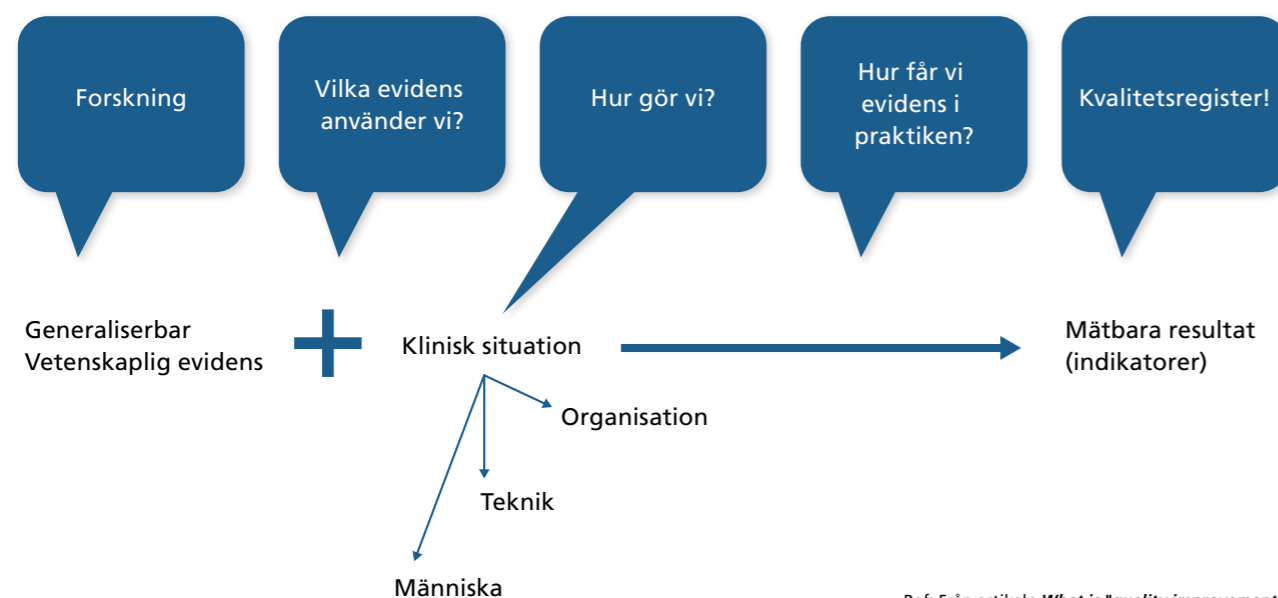 Forskning
Vilka evidens
använder vi?
Hur gör vi?
Hur får vi
evidens i
praktiken?
Kvalitetsregister!
Generaliserbar
Vetenskaplig evidens
+
Klinisk situation
Mätbara resultat
(indikatorer)
Organisation
Teknik
Människa